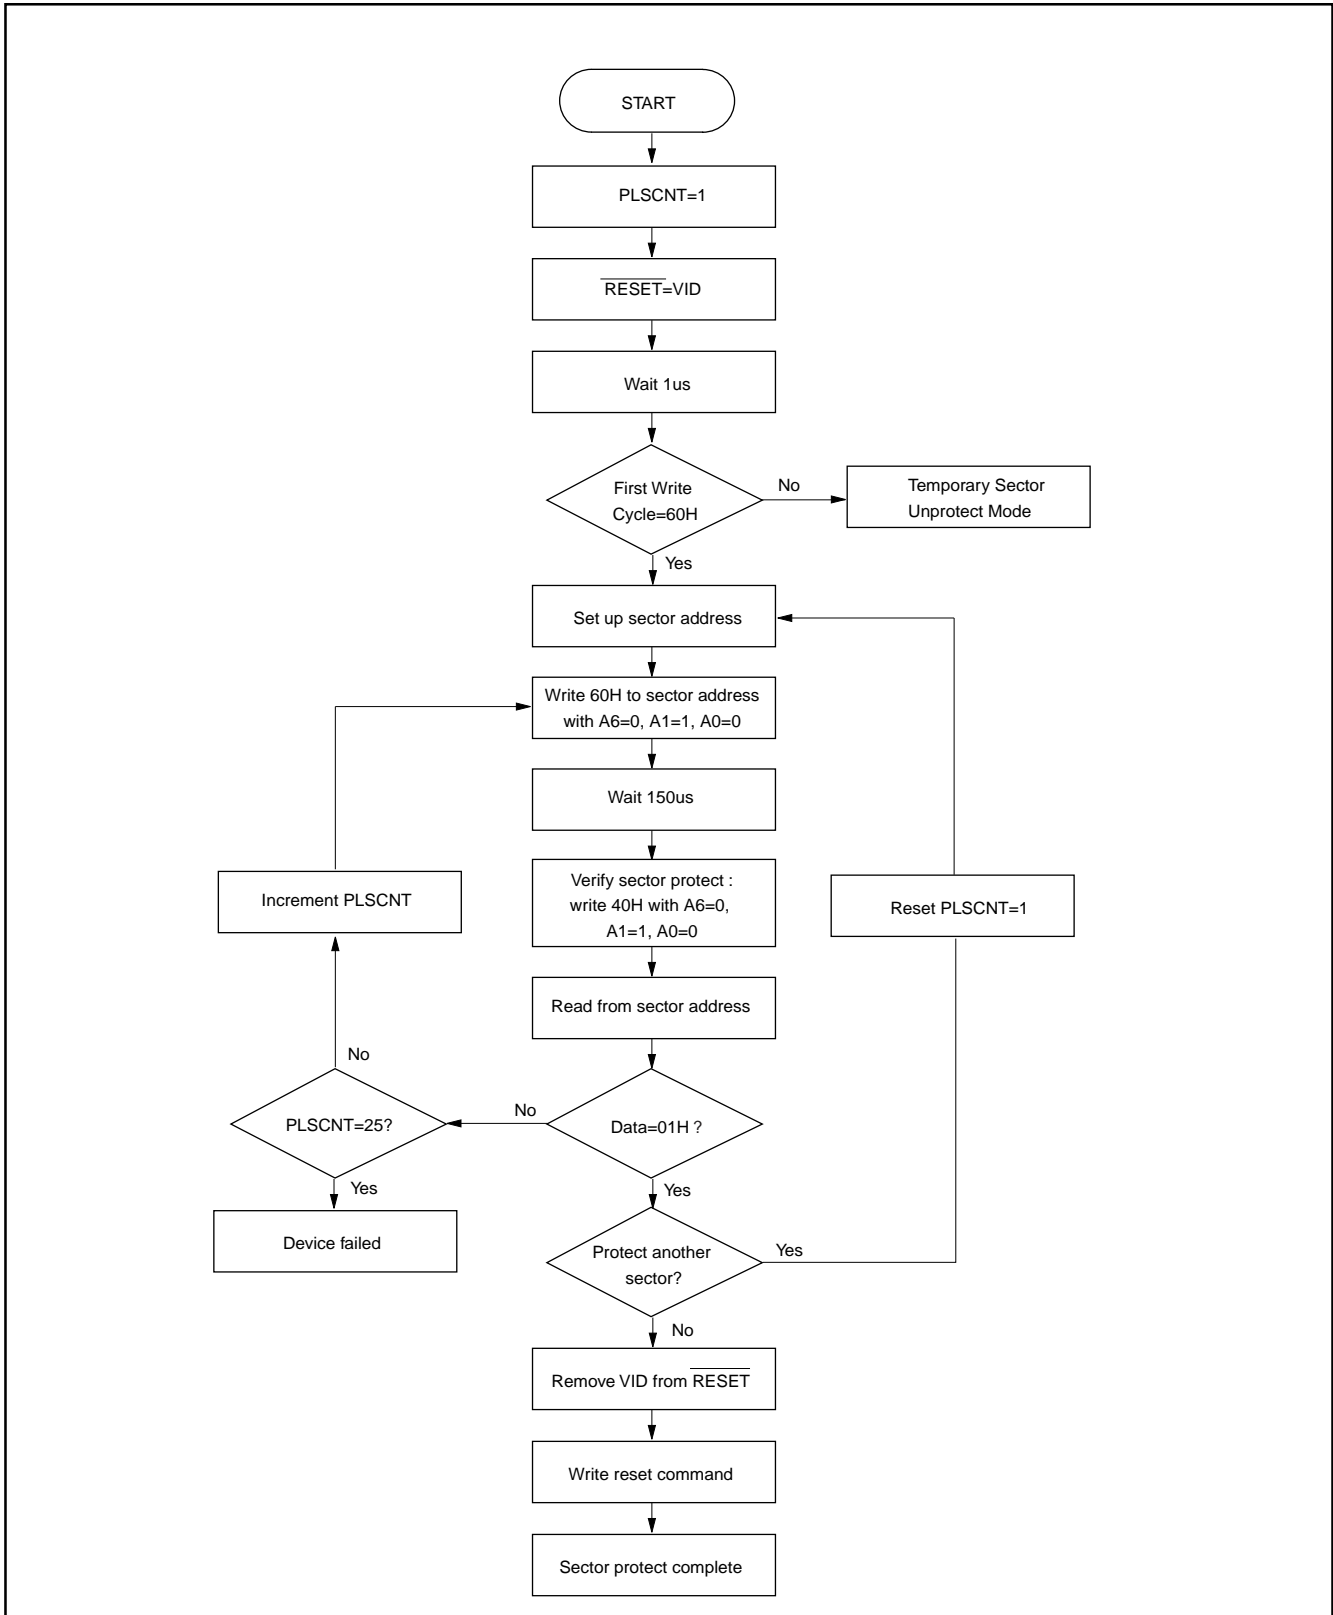 START
PLSCNT=1
RESET=VID
Wait 1us
First Write
Cycle=60H
No
Temporary Sector
Unprotect Mode
Yes
Set up sector address
Write 60H to sector address
with A6=0, A1=1, A0=0
Wait 150us
Verify sector protect :
write 40H with A6=0,
A1=1, A0=0
Increment PLSCNT
Reset PLSCNT=1
Read from sector address
No
PLSCNT=25?
No
Data=01H ?
Yes
Yes
Device failed
Protect another
sector?
Yes
No
Remove VID from RESET
Write reset command
Sector protect complete